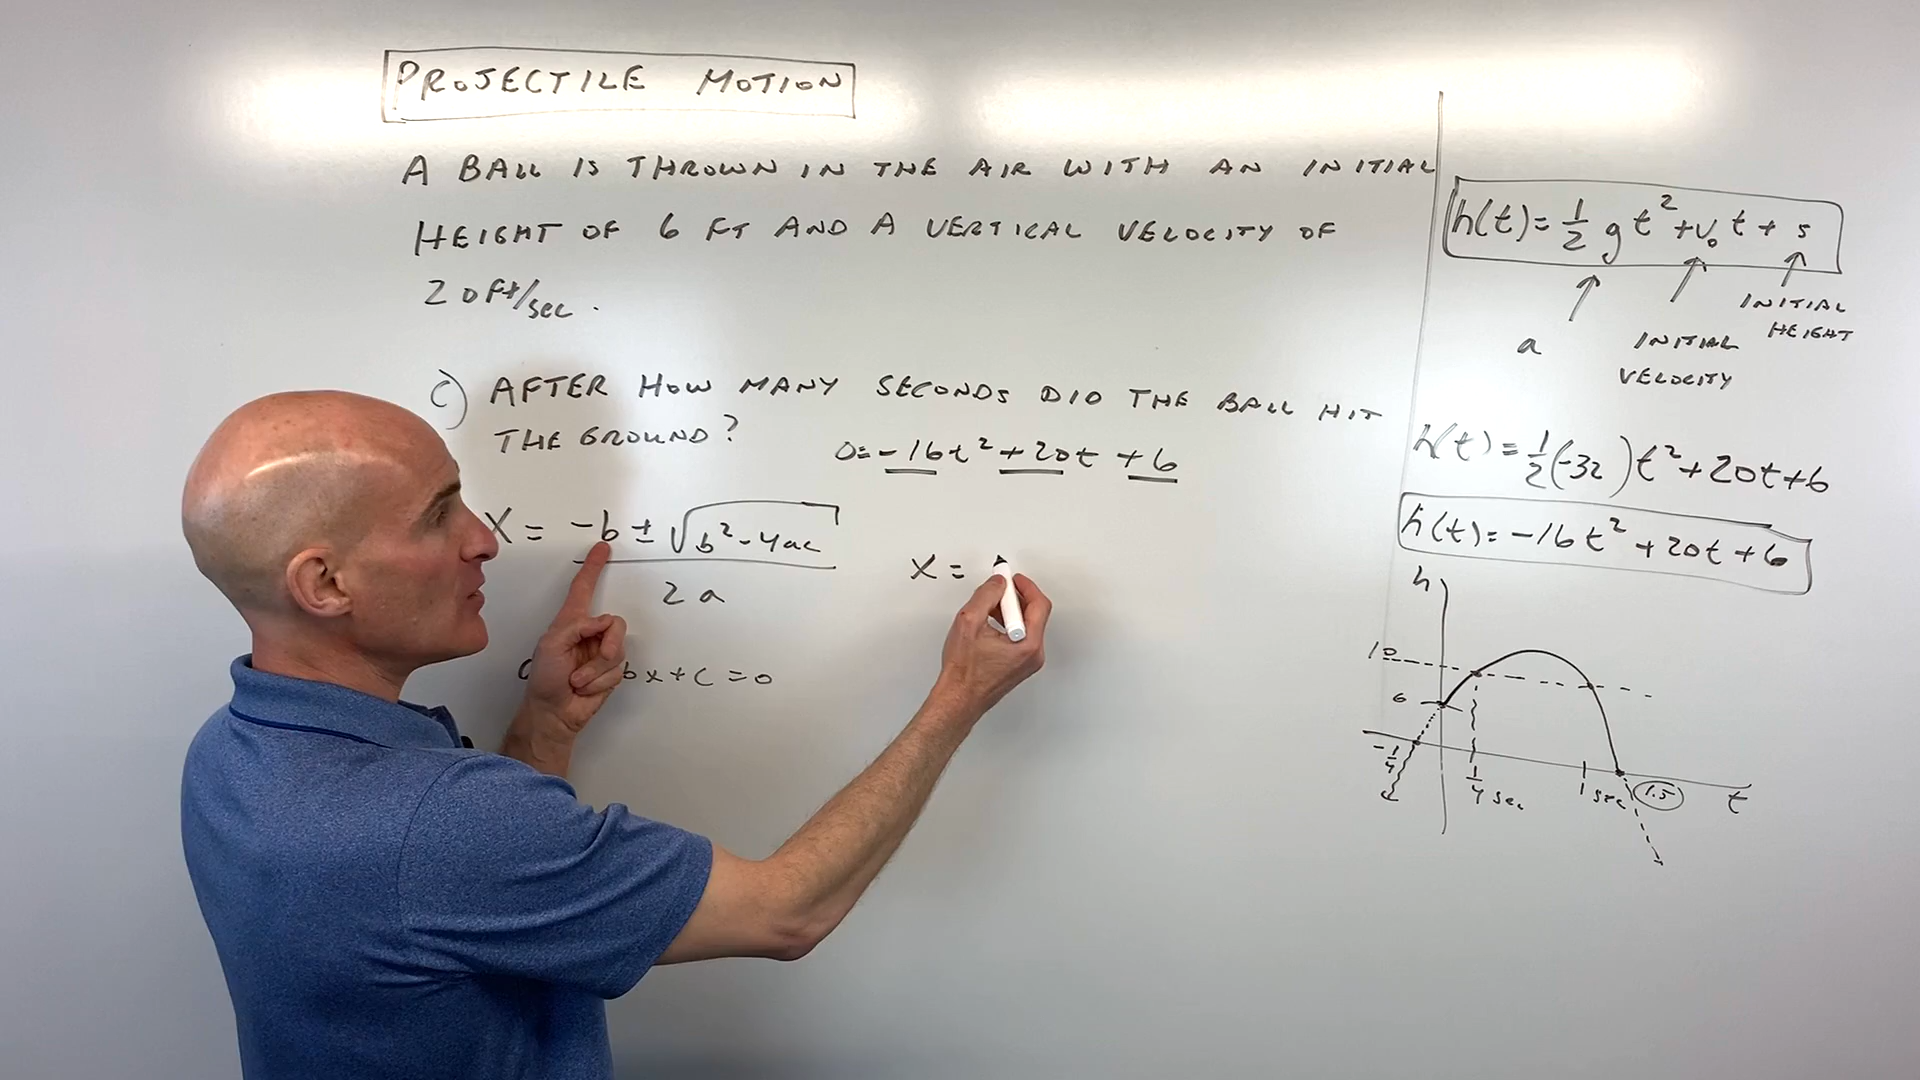 PROJECTILE MOTION
A BALL IS THROWN IN THE AIR WITH AN INITIAL
HEIGHT OF 6 FT AND A VERTICAL VELOCITY OF
20 ft/sec.
C) AFTER HOW MANY SECONDS DID THE BALL HIT
THE GROUND?
0=-16t²+20t+6
X = -b ± √b²-4ac
2a
X =
bx+c=0
h(t)=½gt²+v₀t+s
a
INITIAL
VELOCITY
INITIAL
HEIGHT
h(t)=½(-32)t²+20t+6
h(t)=-16t²+20t+6
h
10
6
-¼
¼ sec
1 sec
1.5
t